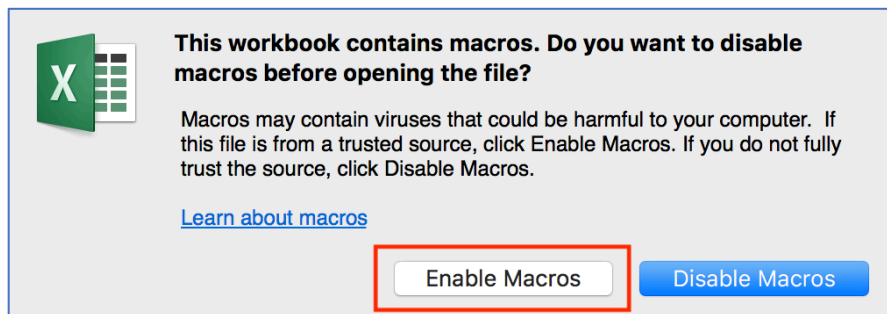 This workbook contains macros. Do you want to disable
macros before opening the file?
Macros may contain viruses that could be harmful to your computer.  If
this file is from a trusted source, click Enable Macros. If you do not fully
trust the source, click Disable Macros.
Learn about macros
Enable Macros
Disable Macros
X